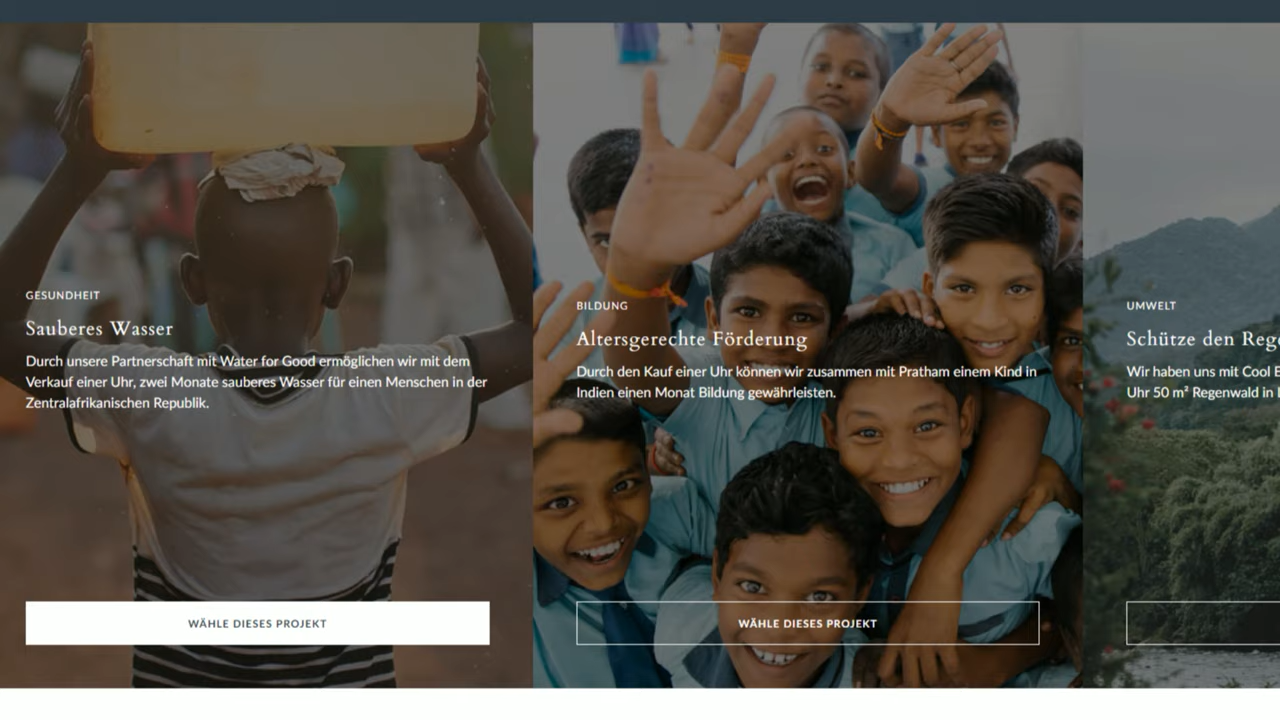 GESUNDHEIT
Sauberes Wasser
Durch unsere Partnerschaft mit Water for Good ermöglichen wir mit dem
Verkauf einer Uhr, zwei Monate sauberes Wasser für einen Menschen in der
Zentralafrikanischen Republik.
WÄHLE DIESES PROJEKT
BILDUNG
Altersgerechte Förderung
Durch den Kauf einer Uhr können wir zusammen mit Pratham einem Kind in
Indien einen Monat Bildung gewährleisten.
WÄHLE DIESES PROJEKT
UMWELT
Schütze den
Wir haben uns mit Cool
Uhr 50 m² Regenwald in